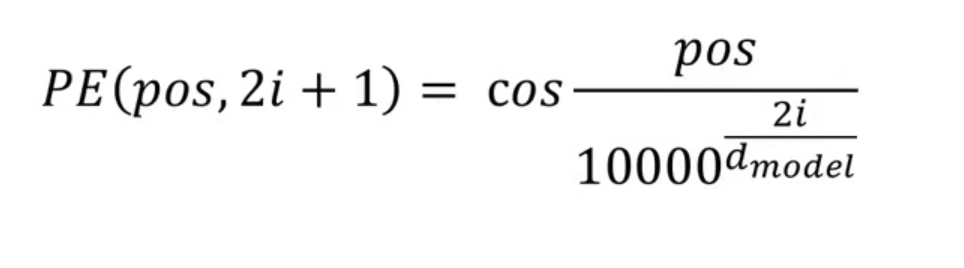 PE(pos, 2i + 1) = cos pos / 10000^(2i / d_model)